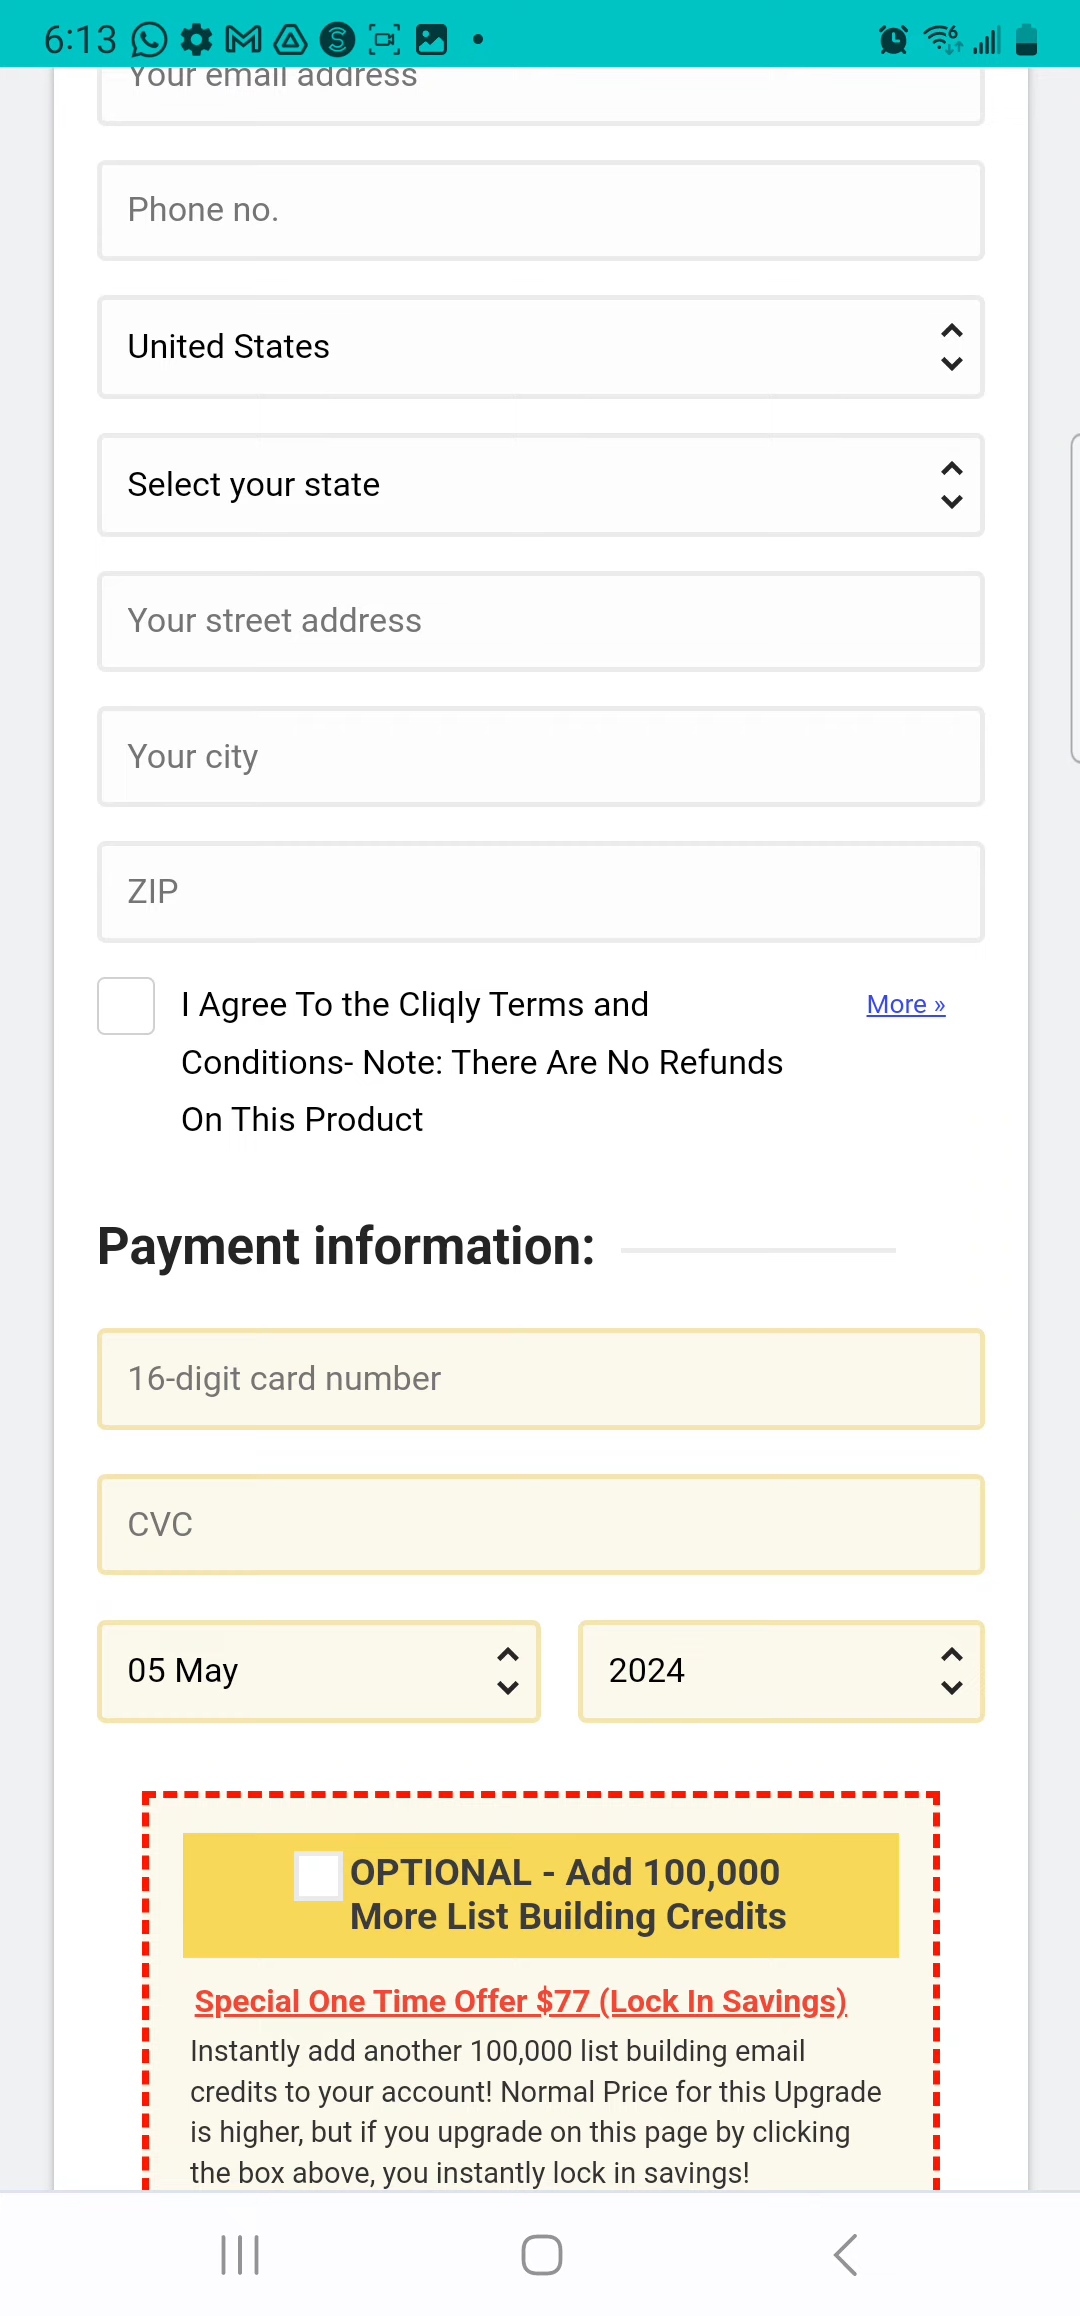 6:13
Your email address
Phone no.
United States
Select your state
Your street address
Your city
ZIP
I Agree To the Cliqly Terms and
More »
Conditions- Note: There Are No Refunds
On This Product
Payment information:
16-digit card number
CVC
05 May
2024
OPTIONAL - Add 100,000
More List Building Credits
Special One Time Offer $77 (Lock In Savings)
Instantly add another 100,000 list building email
credits to your account! Normal Price for this Upgrade
is higher, but if you upgrade on this page by clicking
the box above, you instantly lock in savings!